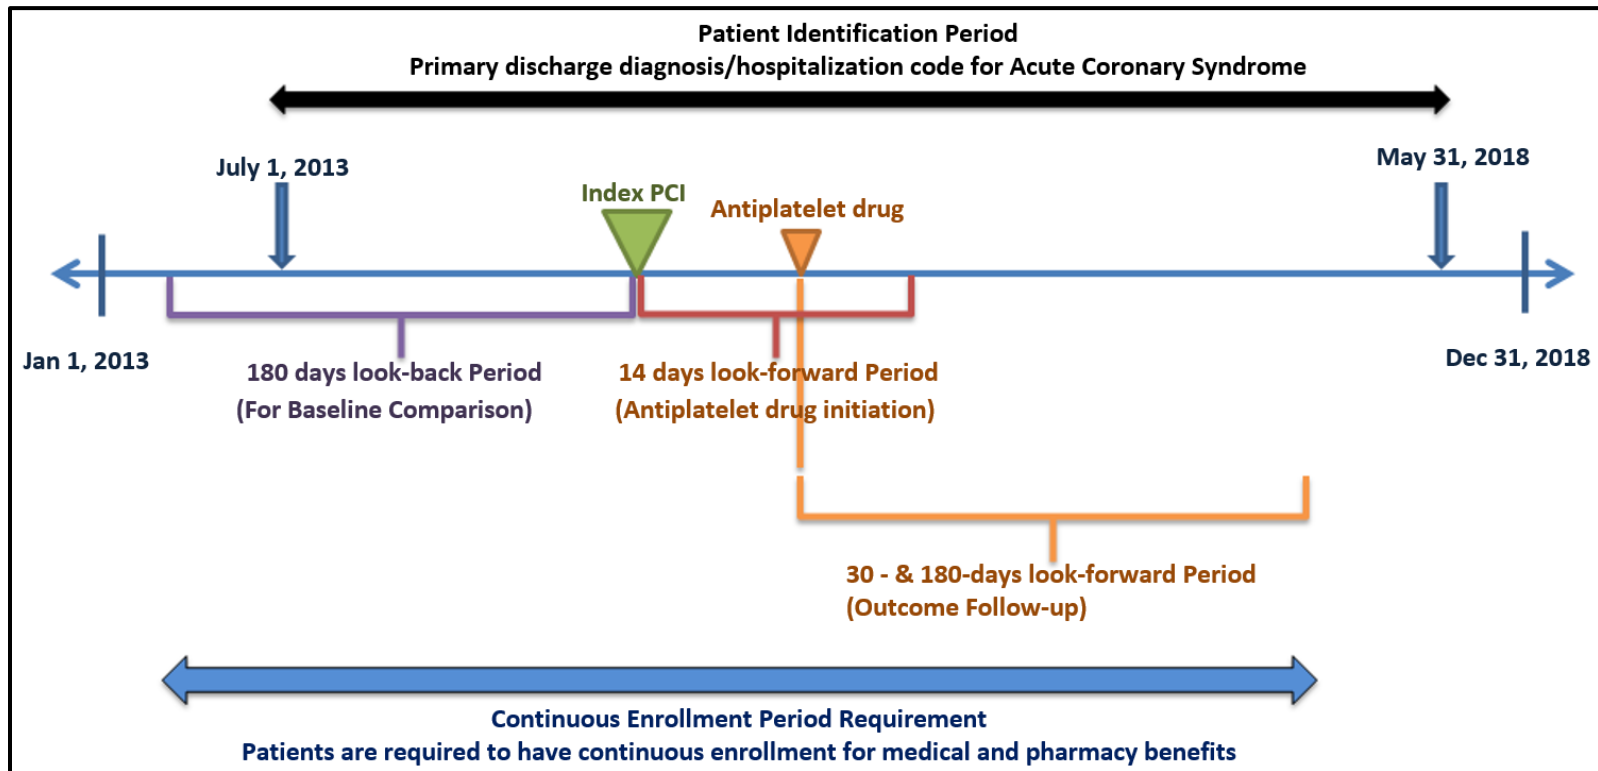 Patient Identification Period
Primary discharge diagnosis/hospitalization code for Acute Coronary Syndrome
July 1, 2013
May 31, 2018
Index PCI
Antiplatelet drug
Jan 1, 2013
Dec 31, 2018
180 days look-back Period
(For Baseline Comparison)
14 days look-forward Period
(Antiplatelet drug initiation)
30 - & 180-days look-forward Period
(Outcome Follow-up)
Continuous Enrollment Period Requirement
Patients are required to have continuous enrollment for medical and pharmacy benefits